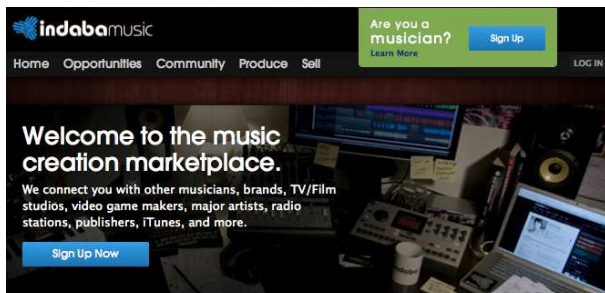 indabamusic
Are you a
musician?
Learn More
Sign Up
Home Opportunities Community Produce Sell
LOG IN
Welcome to the music
creation marketplace.
We connect you with other musicians, brands, TV/Film
studios, video game makers, major artists, radio
stations, publishers, iTunes, and more.
Sign Up Now
indaba